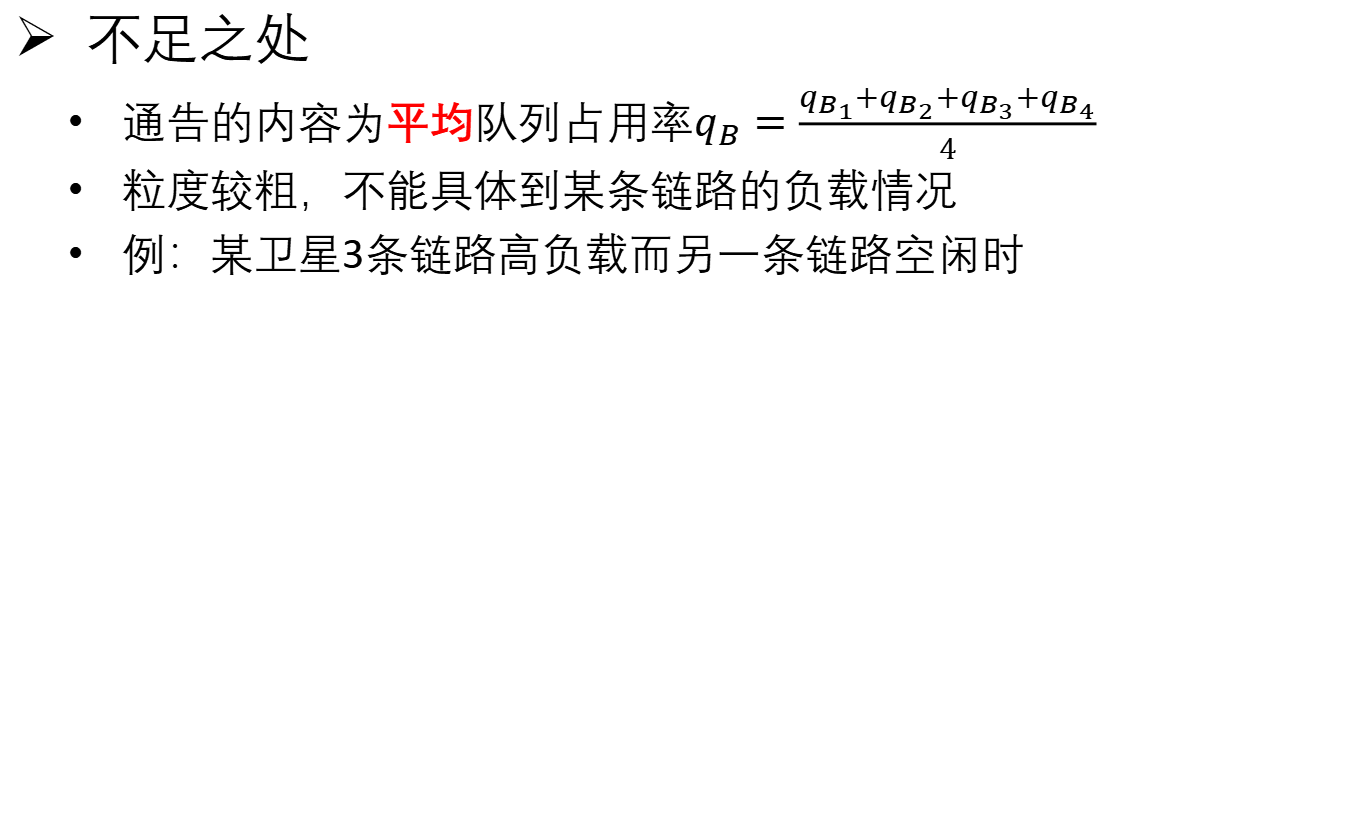 ➢ 不足之处
• 通告的内容为平均队列占用率𝑞_𝐵 = (𝑞_{𝐵_1}+𝑞_{𝐵_2}+𝑞_{𝐵_3}+𝑞_{𝐵_4})/4
• 粒度较粗，不能具体到某条链路的负载情况
• 例：某卫星3条链路高负载而另一条链路空闲时